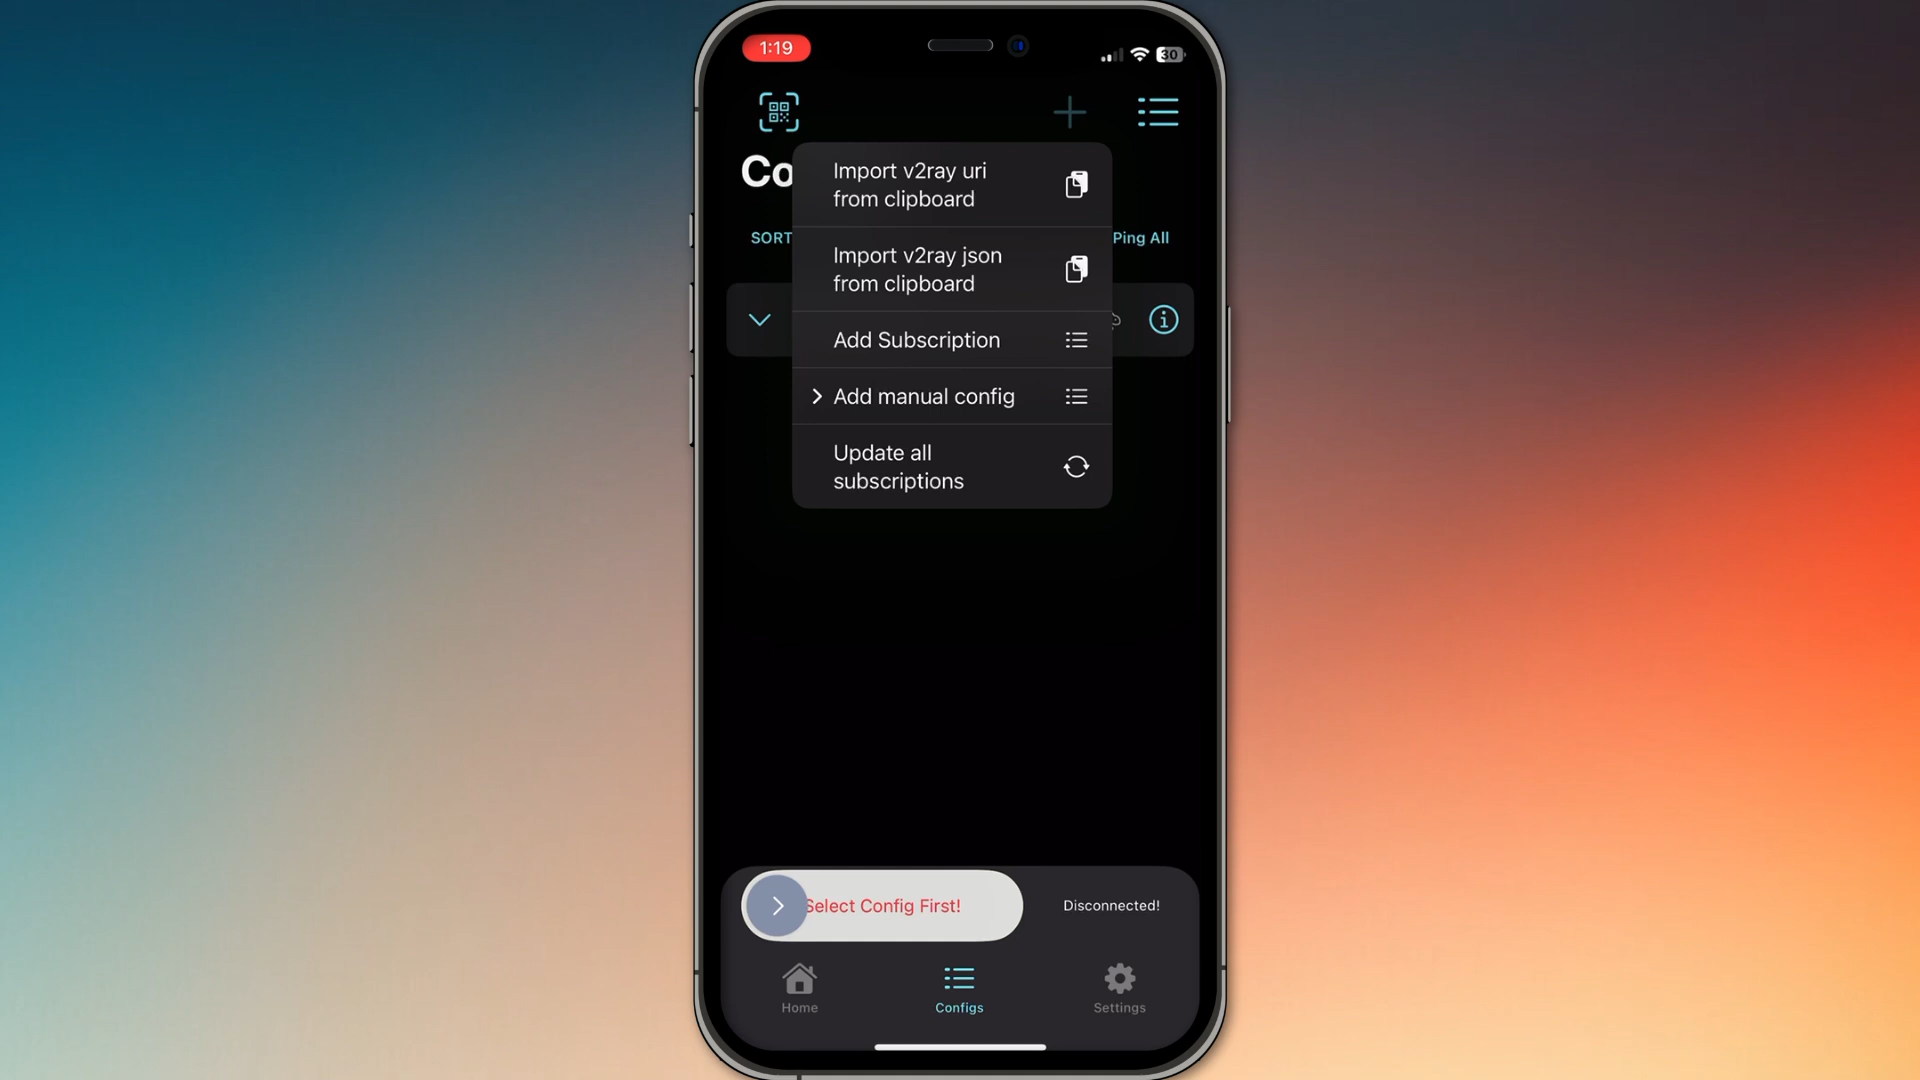 1:19
30
Co
Import v2ray uri
from clipboard
SORT
Ping All
Import v2ray json
from clipboard
Add Subscription
Add manual config
Update all
subscriptions
Select Config First!
Disconnected!
Home
Configs
Settings